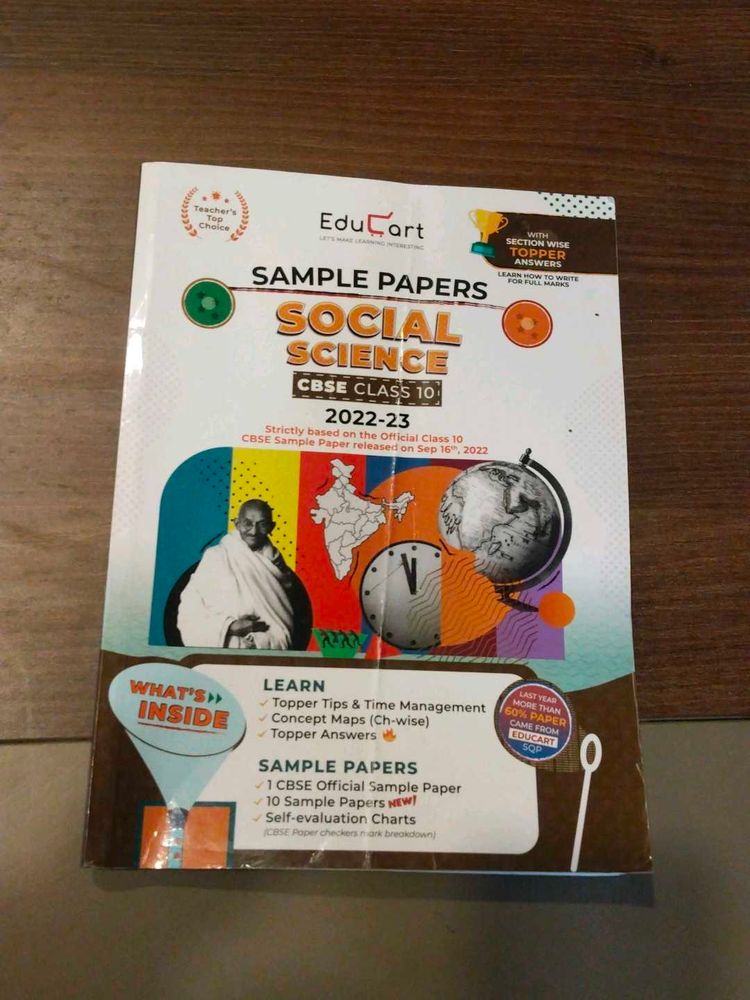 Teacher's
Top
Choice
EduCart
LET'S MAKE LEARNING INTERESTING
WITH
SECTION WISE
TOPPER
ANSWERS
LEARN HOW TO WRITE
FOR FULL MARKS
SAMPLE PAPERS
SOCIAL
SCIENCE
CBSE CLASS 10
2022-23
Strictly based on the Official Class 10
CBSE Sample Paper released on Sep 16th, 2022
WHAT'S
INSIDE
LEARN
Topper Tips & Time Management
Concept Maps (Ch-wise)
Topper Answers
SAMPLE PAPERS
1 CBSE Official Sample Paper
10 Sample Papers NEW!
Self-evaluation Charts
(CBSE Paper checkers mark breakdown)
LAST YEAR
MORE THAN
60% PAPER
CAME FROM
EDUCART
SQP